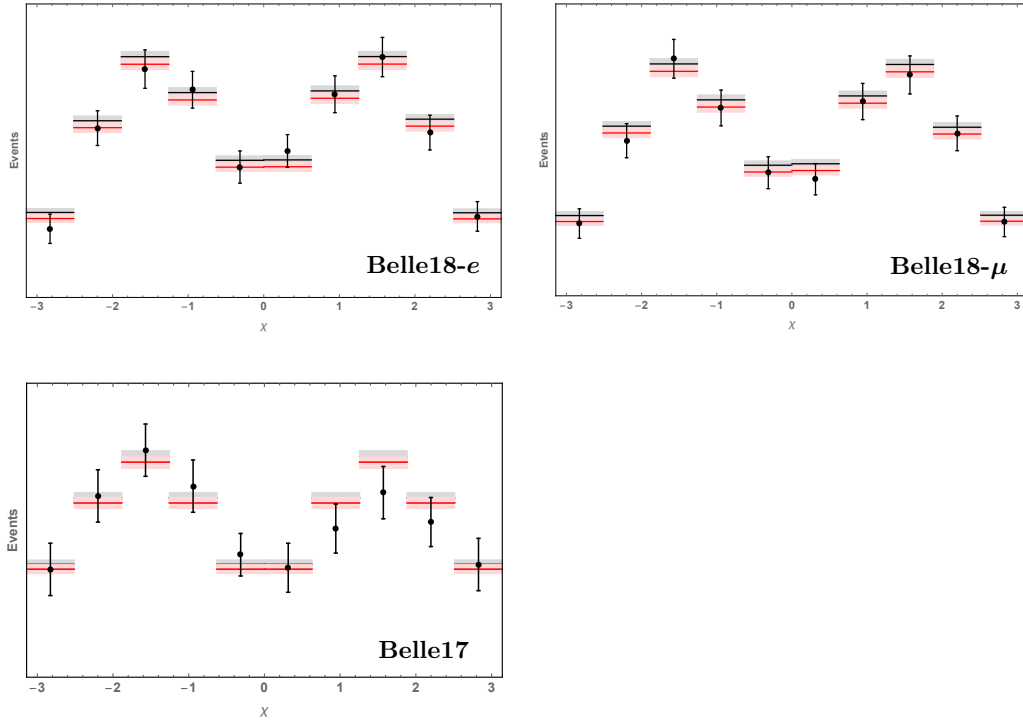 Events
Belle18-e
−3 −2 −1 0 1 2 3
χ
Events
Belle18-μ
−3 −2 −1 0 1 2 3
χ
Events
Belle17
−3 −2 −1 0 1 2 3
χ